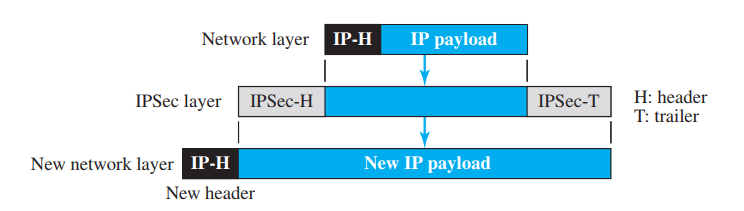 Network layer IP-H IP payload
IPSec layer IPSec-H IPSec-T H: header
T: trailer
New network layer IP-H New IP payload
New header